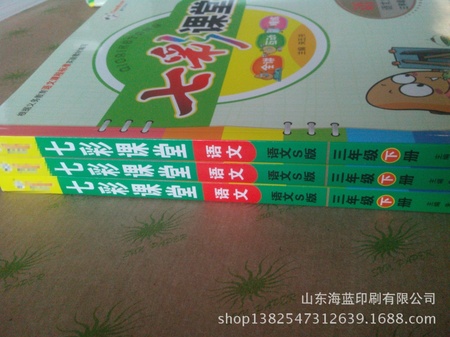 七彩课堂
七彩课堂 语文 语文S版 三年级 下 册
七彩课堂 语文 语文S版 三年级 下 册
七彩课堂 语文 语文S版 三年级 下 册
山东海蓝印刷有限公司
shop1382547312639.1688.com